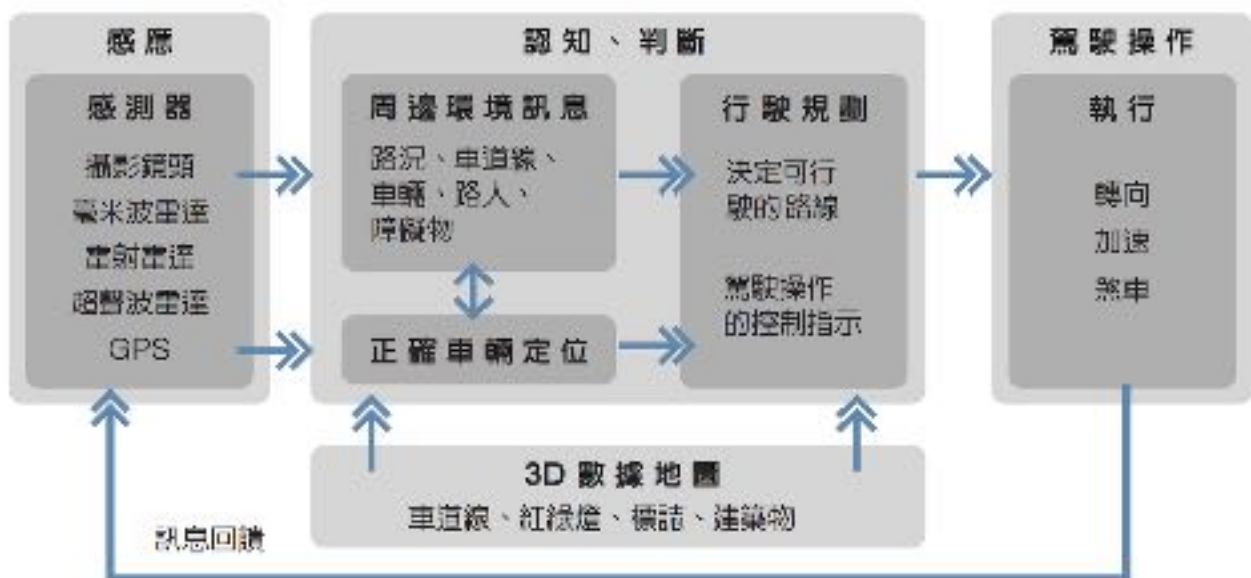 感應
感測器
攝影鏡頭
毫米波雷達
雷射雷達
超聲波雷達
GPS
認知、判斷
周邊環境訊息
路況、車道線、
車輛、路人、
障礙物
正確車輛定位
行駛規劃
決定可行
駛的路線
駕駛操作
的控制指示
駕駛操作
執行
轉向
加速
煞車
3D 數據地圖
車道線、紅綠燈、標誌、建築物
訊息回饋